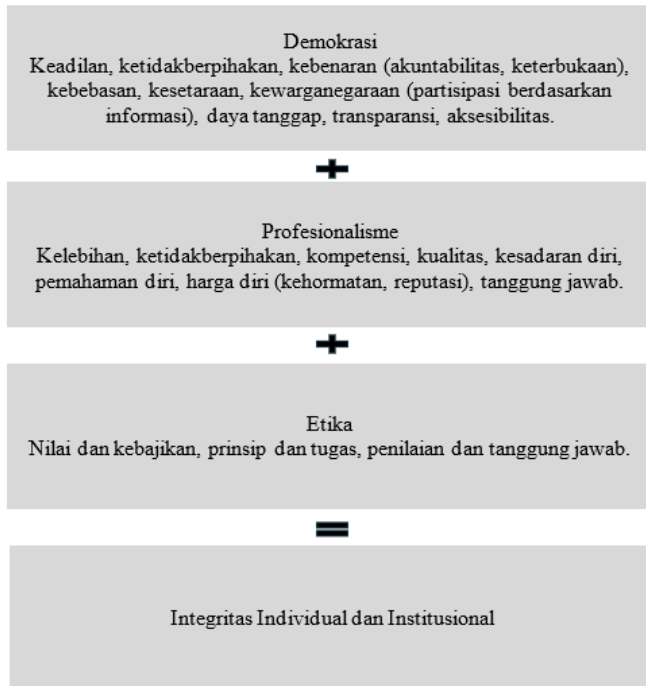 Demokrasi
Keadilan, ketidakberpihakan, kebenaran (akuntabilitas, keterbukaan),
kebebasan, kesetaraan, kewarganegaraan (partisipasi berdasarkan
informasi), daya tanggap, transparansi, aksesibilitas.
+
Profesionalisme
Kelebihan, ketidakberpihakan, kompetensi, kualitas, kesadaran diri,
pemahaman diri, harga diri (kehormatan, reputasi), tanggung jawab.
+
Etika
Nilai dan kebajikan, prinsip dan tugas, penilaian dan tanggung jawab.
=
Integritas Individual dan Institusional